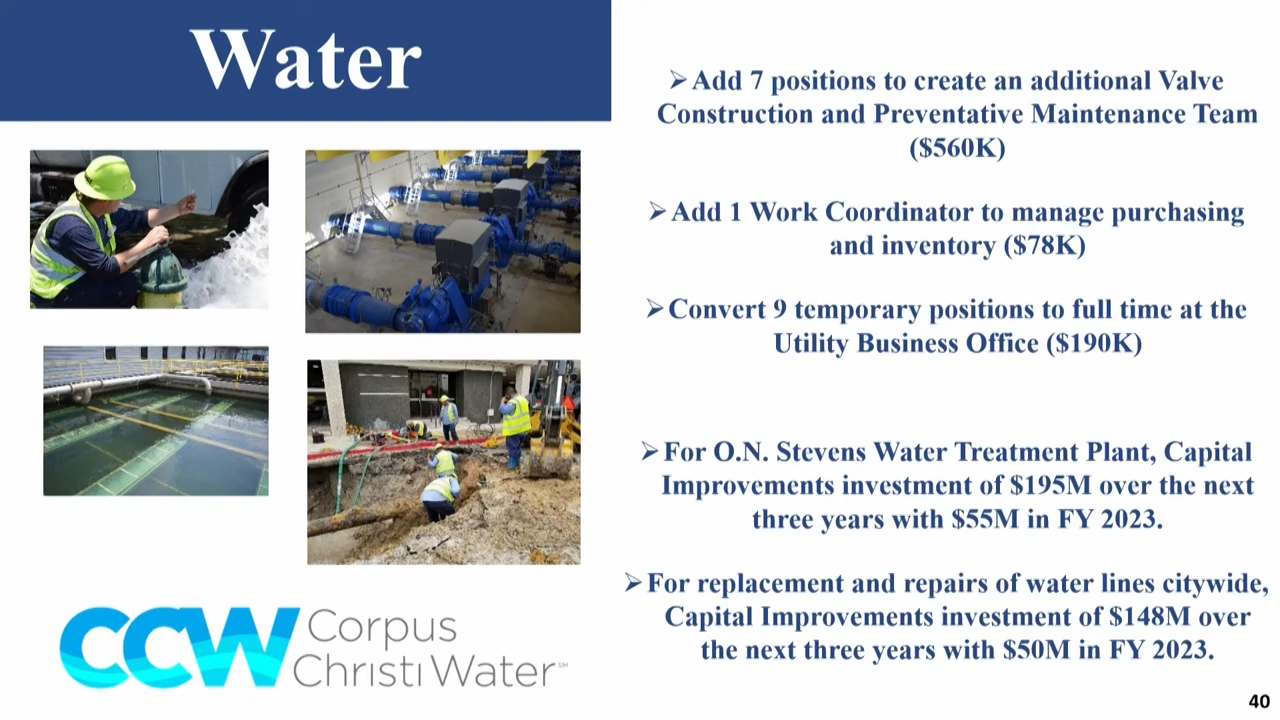 Water
➢Add 7 positions to create an additional Valve
Construction and Preventative Maintenance Team
($560K)
➢Add 1 Work Coordinator to manage purchasing
and inventory ($78K)
➢Convert 9 temporary positions to full time at the
Utility Business Office ($190K)
➢For O.N. Stevens Water Treatment Plant, Capital
Improvements investment of $195M over the next
three years with $55M in FY 2023.
➢For replacement and repairs of water lines citywide,
Capital Improvements investment of $148M over
the next three years with $50M in FY 2023.
CCW Corpus
Christi Water℠
40